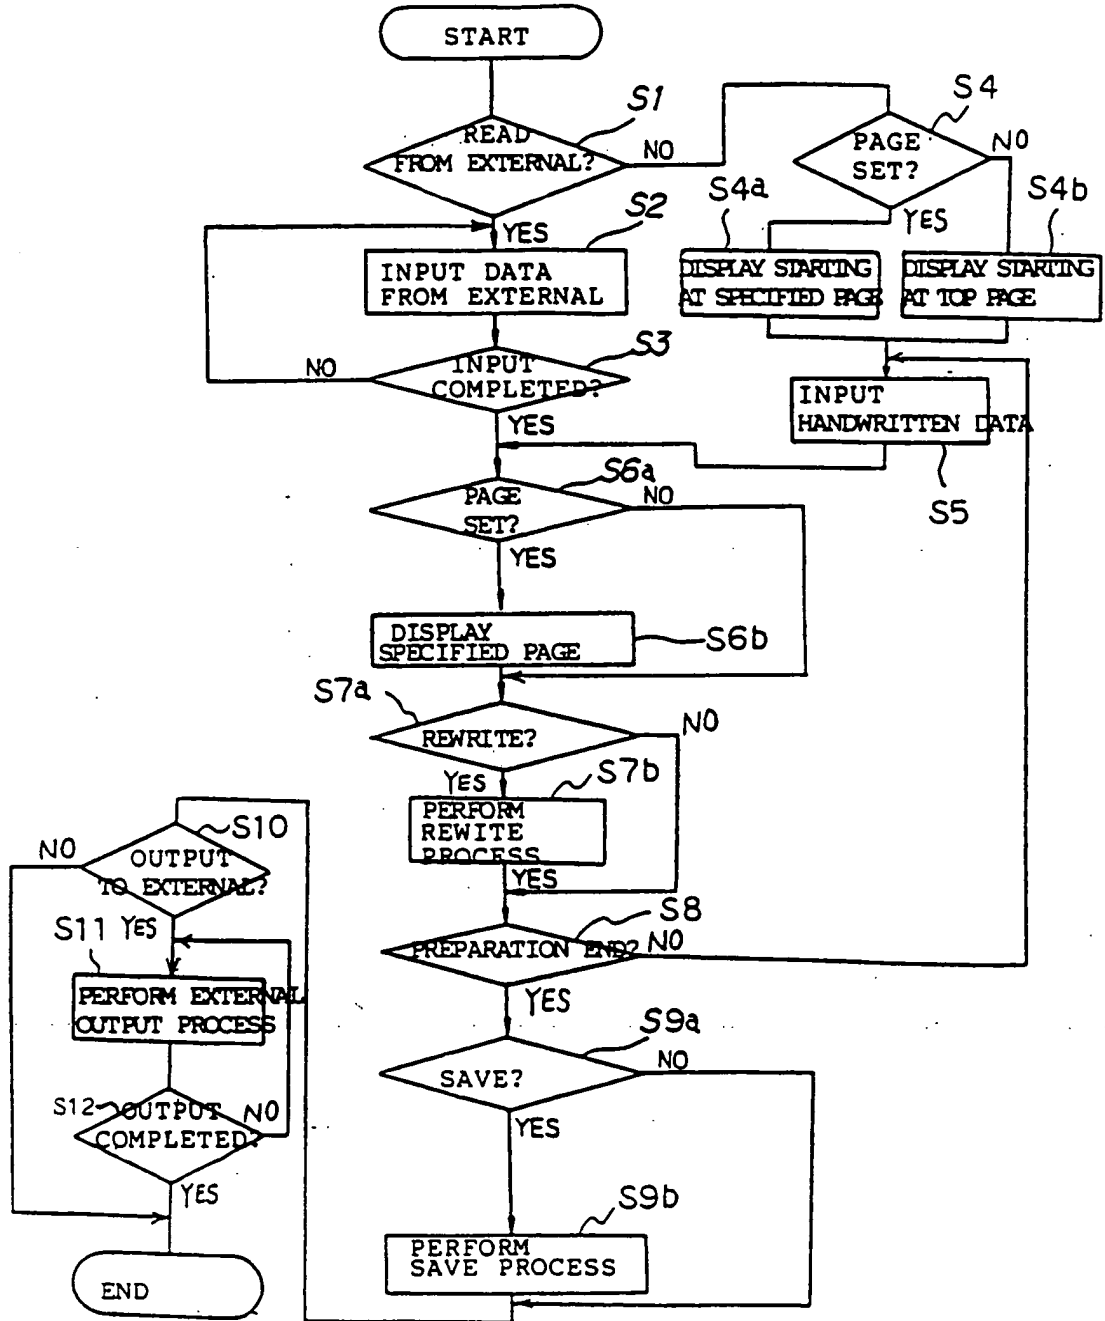 START
S1
READ
FROM EXTERNAL?
NO
YES
S4
PAGE
SET?
NO
YES
S4a
DISPLAY STARTING
AT SPECIFIED PAGE
S4b
DISPLAY STARTING
AT TOP PAGE
S2
INPUT DATA
FROM EXTERNAL
S3
INPUT
COMPLETED?
NO
YES
INPUT
HANDWRITTEN DATA
S5
S6a
PAGE
SET?
NO
YES
DISPLAY
SPECIFIED PAGE
S6b
S7a
REWRITE?
NO
YES
S7b
PERFORM
REWITE
PROCESS
YES
S8
PREPARATION END?
NO
YES
S9a
SAVE?
NO
YES
S9b
PERFORM
SAVE PROCESS
S10
OUTPUT
TO EXTERNAL?
NO
YES
S11
PERFORM EXTERNAL
OUTPUT PROCESS
S12
OUTPUT
COMPLETED?
NO
YES
END